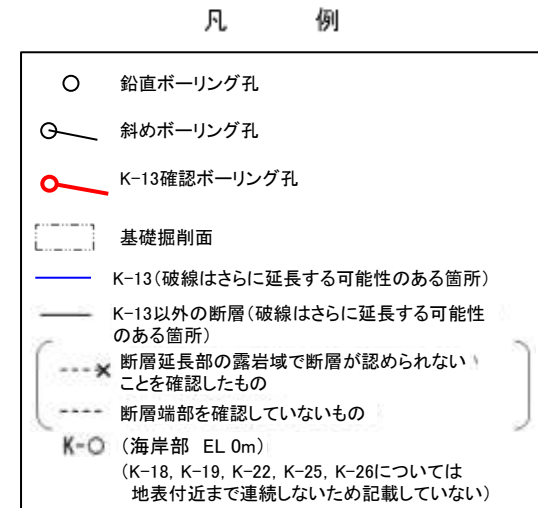 凡 例
鉛直ボーリング孔
斜めボーリング孔
K-13確認ボーリング孔
基礎掘削面
K-13(破線はさらに延長する可能性のある箇所)
K-13以外の断層(破線はさらに延長する可能性
のある箇所)
断層延長部の露岩域で断層が認められない
ことを確認したもの
断層端部を確認していないもの
K-○ (海岸部 EL 0m)
(K-18, K-19, K-22, K-25, K-26については
地表付近まで連続しないため記載していない)